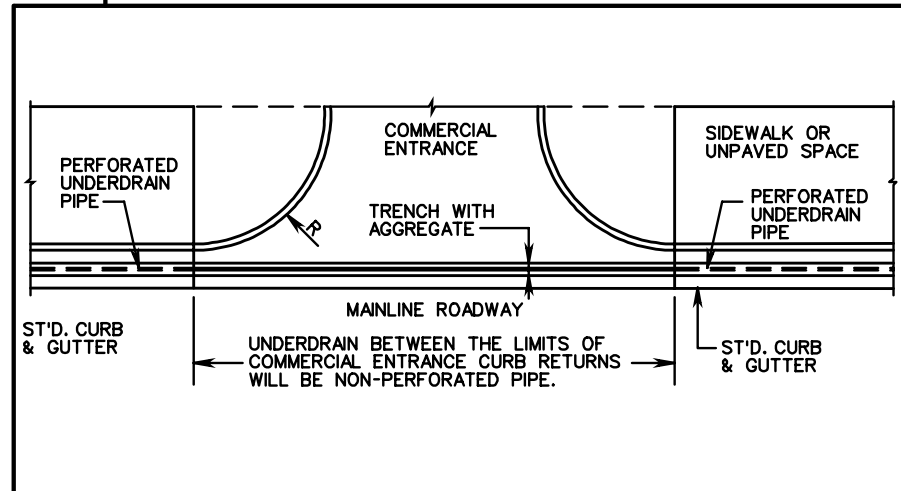 COMMERCIAL
ENTRANCE
SIDEWALK OR
UNPAVED SPACE
PERFORATED
UNDERDRAIN
PIPE
TRENCH WITH
AGGREGATE
PERFORATED
UNDERDRAIN
PIPE
R
MAINLINE ROADWAY
ST'D. CURB
& GUTTER
UNDERDRAIN BETWEEN THE LIMITS OF
COMMERCIAL ENTRANCE CURB RETURNS
WILL BE NON-PERFORATED PIPE.
ST'D. CURB
& GUTTER